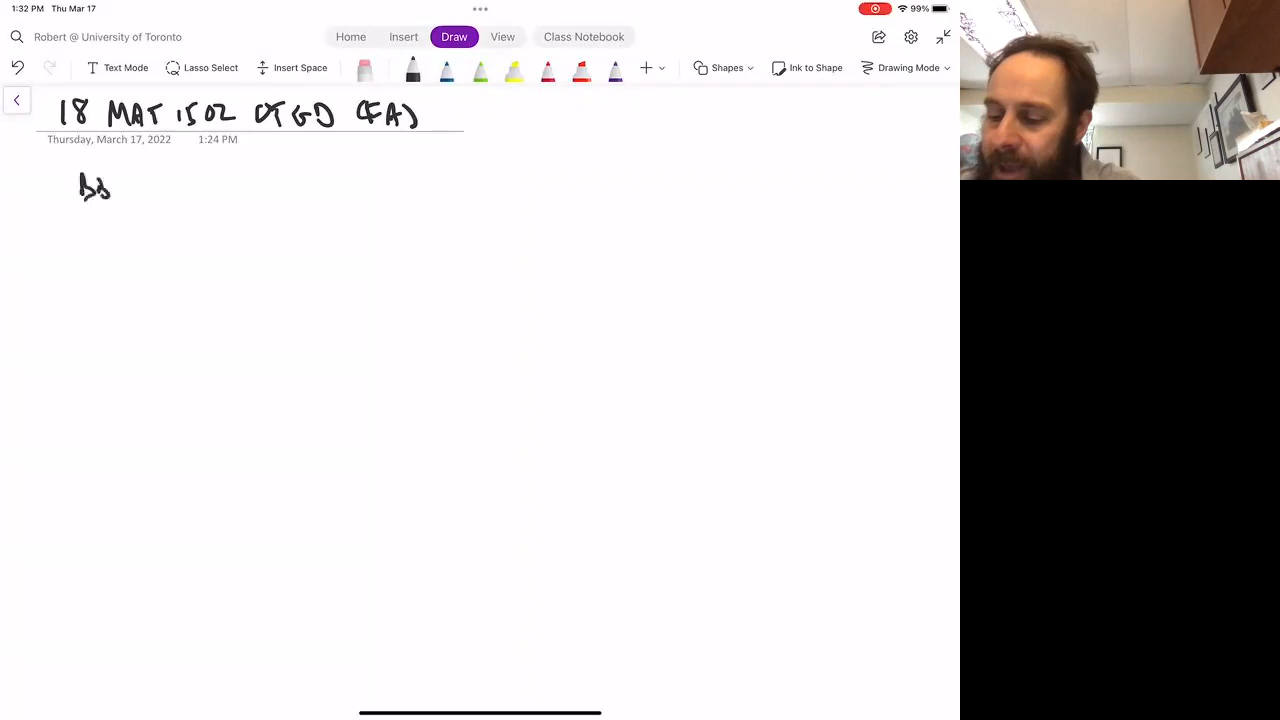 1:32 PM Thu Mar 17
99%
Robert @ University of Toronto
Home Insert Draw View Class Notebook
Text Mode Lasso Select Insert Space Shapes Ink to Shape Drawing Mode
18 MAT 1502
Thursday, March 17, 2022 1:24 PM